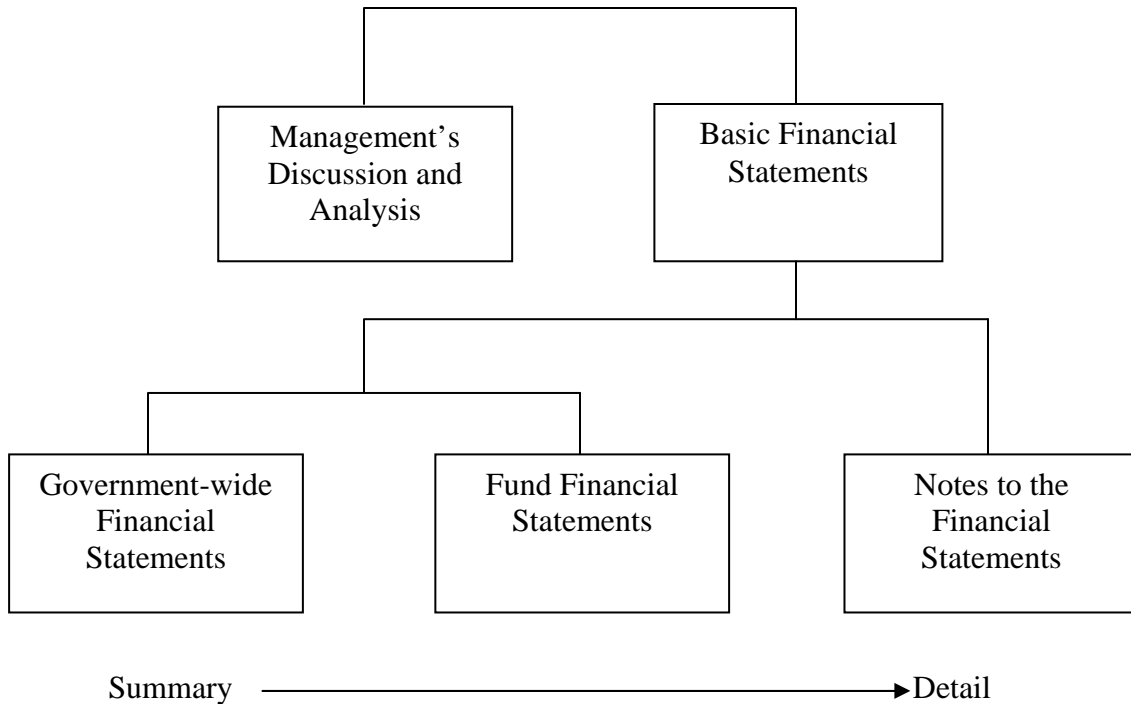 Management’s
Discussion and
Analysis
Basic Financial
Statements
Government-wide
Financial
Statements
Fund Financial
Statements
Notes to the
Financial
Statements
Summary
Detail